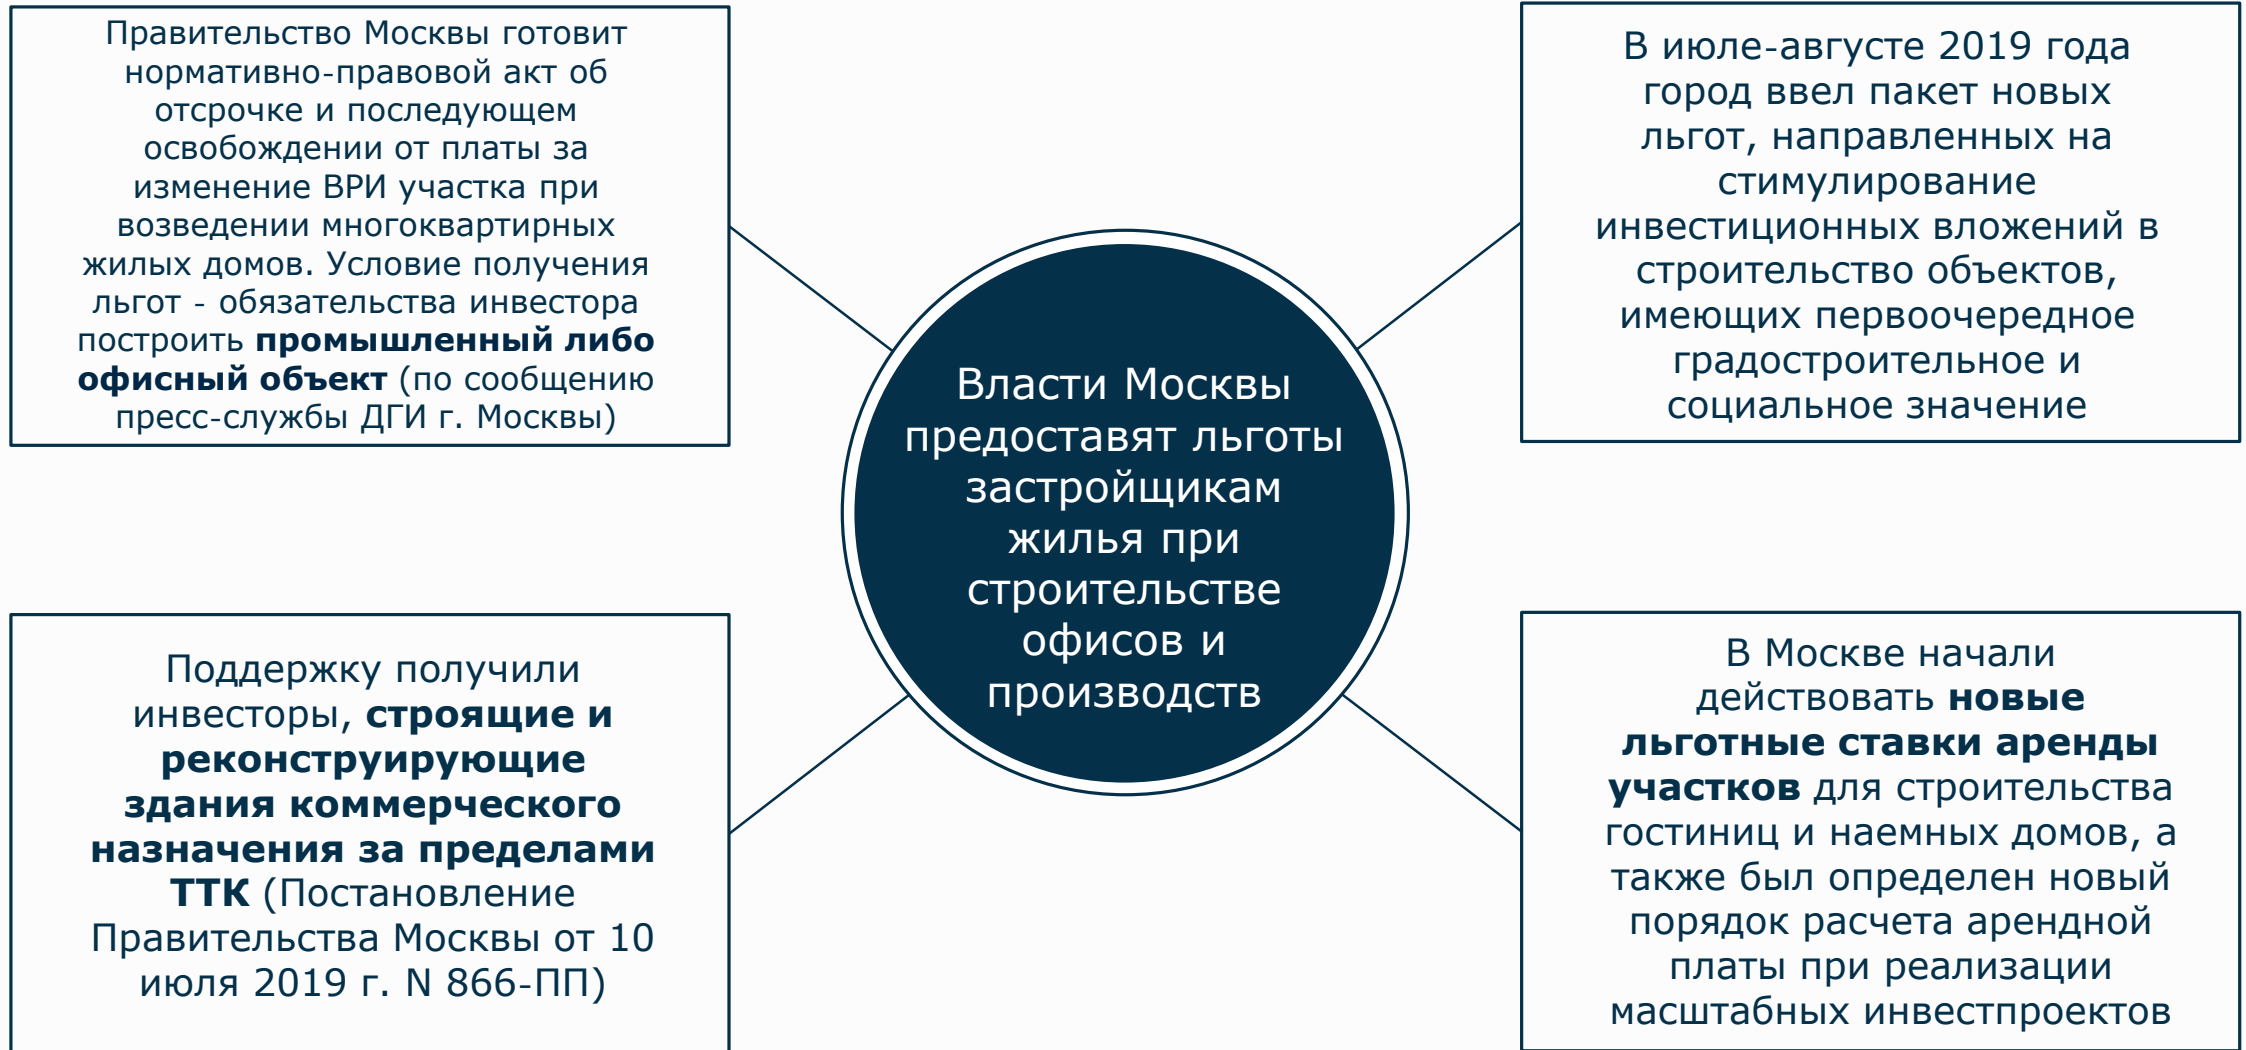 Правительство Москвы готовит
нормативно-правовой акт об
отсрочке и последующем
освобождении от платы за
изменение ВРИ участка при
возведении многоквартирных
жилых домов. Условие получения
льгот - обязательства инвестора
построить промышленный либо
офисный объект (по сообщению
пресс-службы ДГИ г. Москвы)
В июле-августе 2019 года
город ввел пакет новых
льгот, направленных на
стимулирование
инвестиционных вложений в
строительство объектов,
имеющих первоочередное
градостроительное и
социальное значение
Власти Москвы
предоставят льготы
застройщикам
жилья при
строительстве
офисов и
производств
Поддержку получили
инвесторы, строящие и
реконструирующие
здания коммерческого
назначения за пределами
ТТК (Постановление
Правительства Москвы от 10
июля 2019 г. N 866-ПП)
В Москве начали
действовать новые
льготные ставки аренды
участков для строительства
гостиниц и наемных домов, а
также был определен новый
порядок расчета арендной
платы при реализации
масштабных инвестпроектов